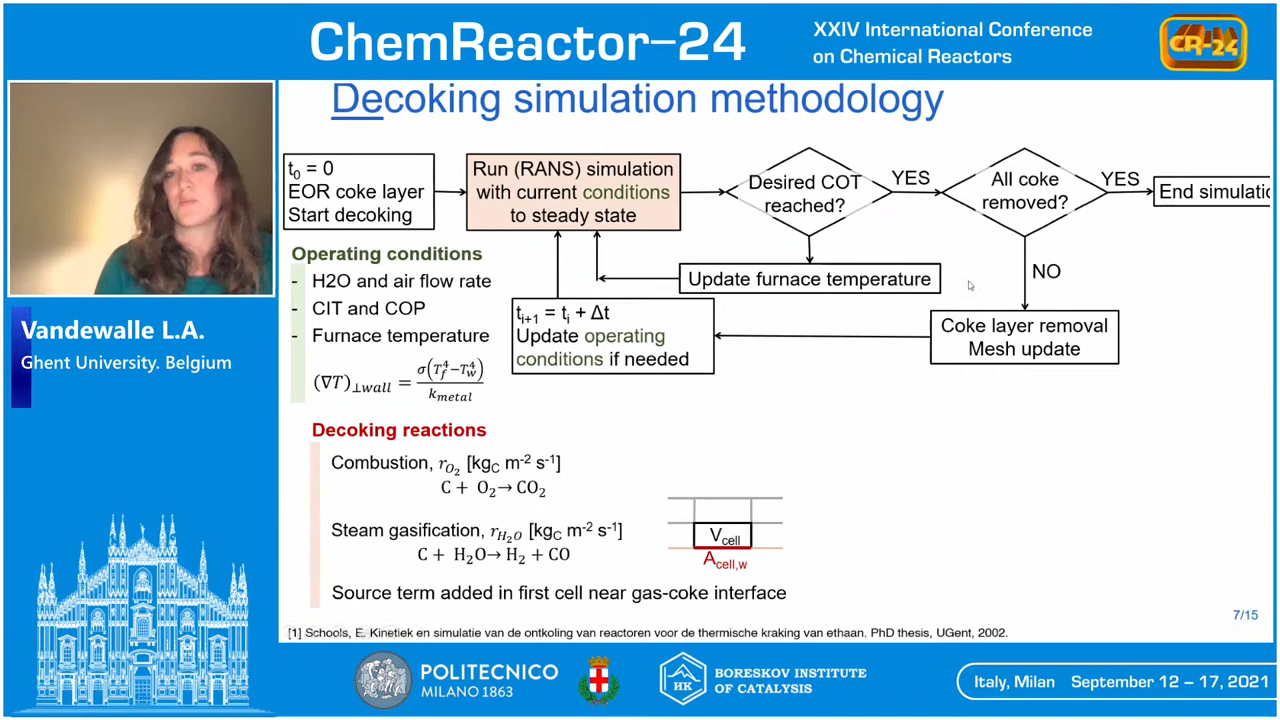 ChemReactor-24
XXIV International Conference
on Chemical Reactors
CR-24
Decoking simulation methodology
t0 = 0
EOR coke layer
Start decoking
Run (RANS) simulation
with current conditions
to steady state
Desired COT
reached?
YES
All coke
removed?
YES
End simulatio
Operating conditions
- H2O and air flow rate
- CIT and COP
- Furnace temperature
(∇T)⊥wall = σ(T_f^4−T_w^4) / k_metal
Update furnace temperature
NO
ti+1 = ti + Δt
Update operating
conditions if needed
Coke layer removal
Mesh update
Vandewalle L.A.
Ghent University. Belgium
Decoking reactions
Combustion, rO2 [kgC m-2 s-1]
C + O2→ CO2
Steam gasification, rH2O [kgC m-2 s-1]
C + H2O→ H2 + CO
Vcell
Acell,w
Source term added in first cell near gas-coke interface
7/15
[1] Schools, E. Kinetiek en simulatie van de ontkoling van reactoren voor de thermische kraking van ethaan. PhD thesis, UGent, 2002.
POLITECNICO
MILANO 1863
НК
BORESKOV INSTITUTE
OF CATALYSIS
Italy, Milan September 12 – 17, 2021